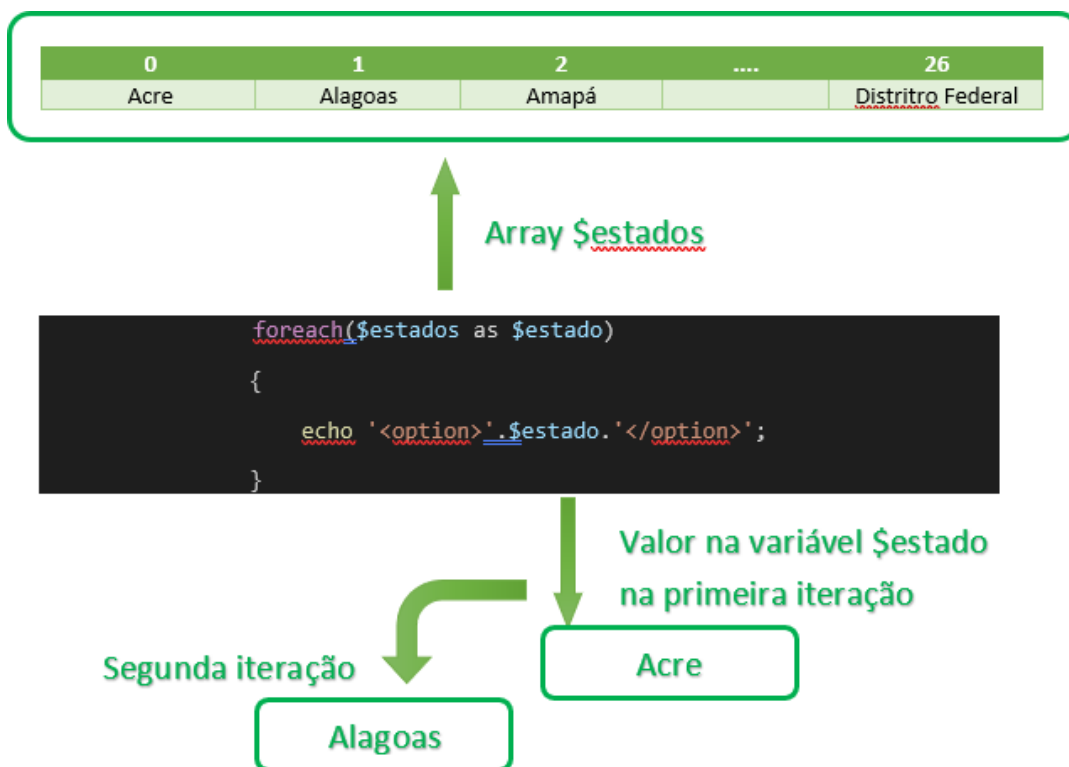 0 1 2 .... 26
Acre Alagoas Amapá Distritro Federal
Array $estados
foreach($estados as $estado)
{
echo '<option>'.$estado.'</option>';
}
Valor na variável $estado
na primeira iteração
Acre
Segunda iteração
Alagoas